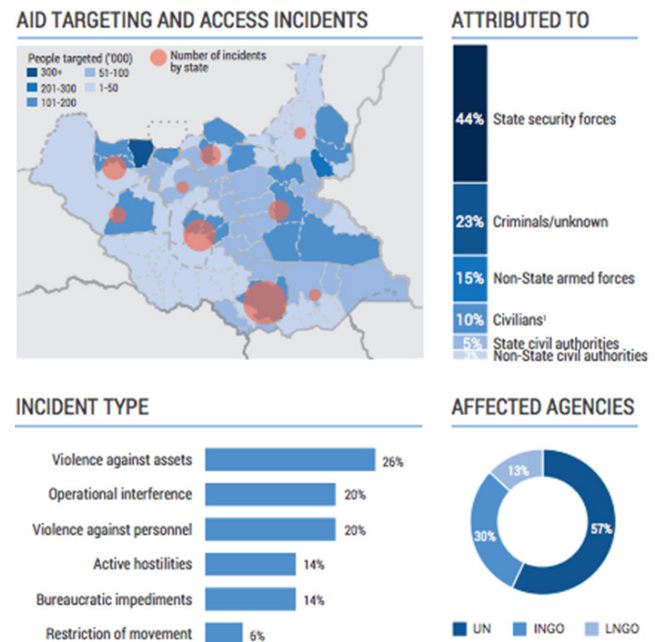 AID TARGETING AND ACCESS INCIDENTS
People targeted ('000)
300+
201-300
101-200
51-100
1-50
Number of incidents
by state
ATTRIBUTED TO
44% State security forces
23% Criminals/unknown
15% Non-State armed forces
10% Civilians¹
5% State civil authorities
Non-State civil authorities
INCIDENT TYPE
Violence against assets 26%
Operational interference 20%
Violence against personnel 20%
Active hostilities 14%
Bureaucratic impediments 14%
Restriction of movement 6%
AFFECTED AGENCIES
13%
30%
57%
UN INGO LNGO